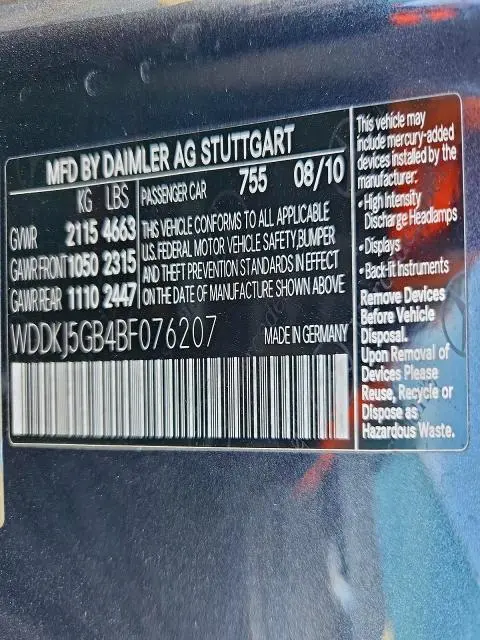 MFD BY DAIMLER AG STUTTGART
KG LBS
GVWR 2115 4663
GAWR FRONT 1050 2315
GAWR REAR 1110 2447
PASSENGER CAR 755 08/10
THIS VEHICLE CONFORMS TO ALL APPLICABLE
U.S. FEDERAL MOTOR VEHICLE SAFETY, BUMPER
AND THEFT PREVENTION STANDARDS IN EFFECT
ON THE DATE OF MANUFACTURE SHOWN ABOVE
WDDKJ5GB4BF076207
MADE IN GERMANY
This vehicle may
include mercury-added
devices installed by the
manufacturer:
• High Intensity
Discharge Headlamps
• Displays
• Back-lit Instruments
Remove Devices
Before Vehicle
Disposal.
Upon Removal of
Devices Please
Reuse, Recycle or
Dispose as
Hazardous Waste.